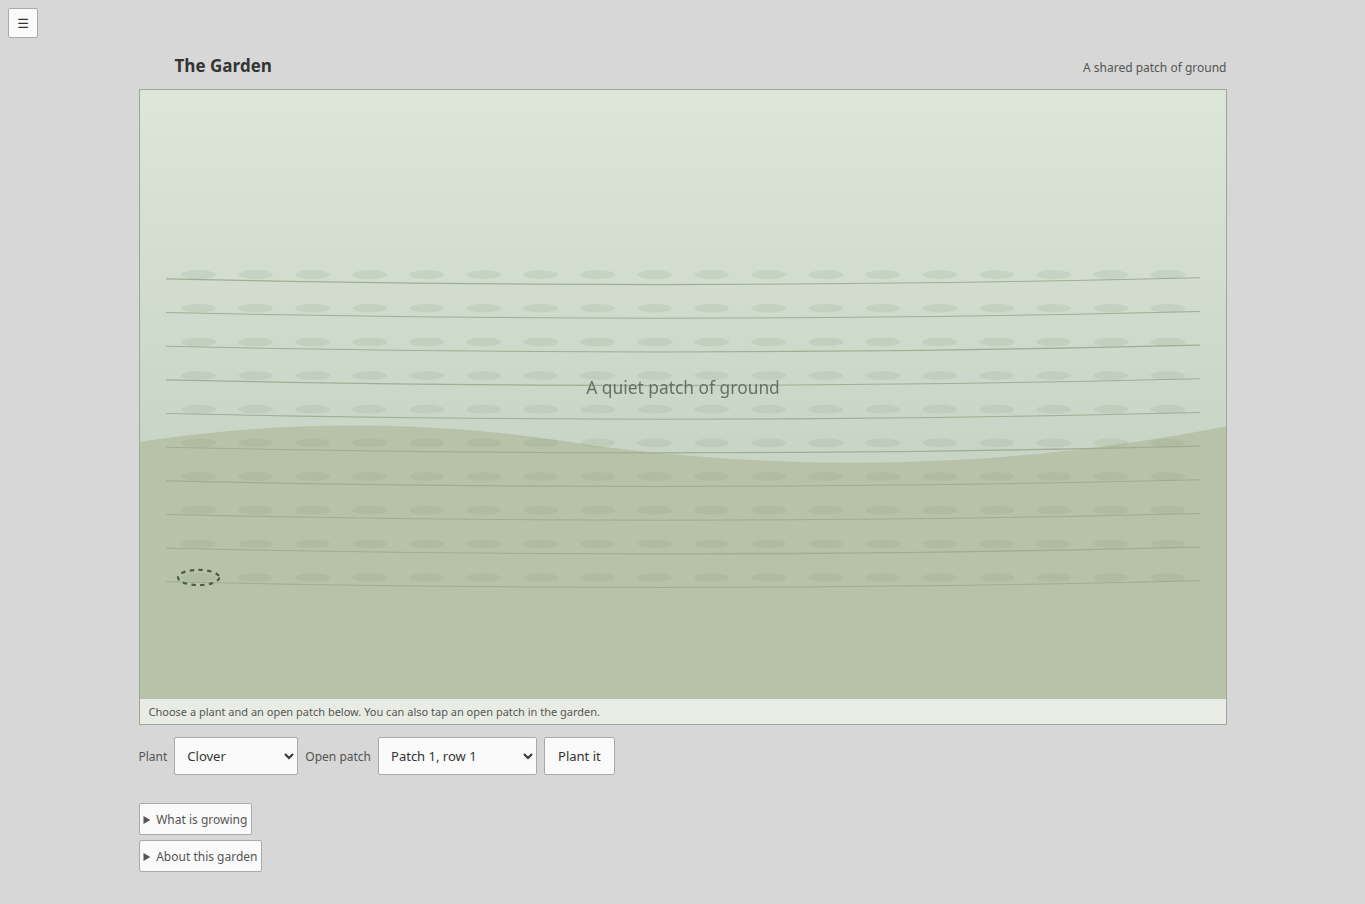 ☰
The Garden
A shared patch of ground
A quiet patch of ground
Choose a plant and an open patch below. You can also tap an open patch in the garden.
Plant Clover Open patch Patch 1, row 1 Plant it
What is growing
About this garden